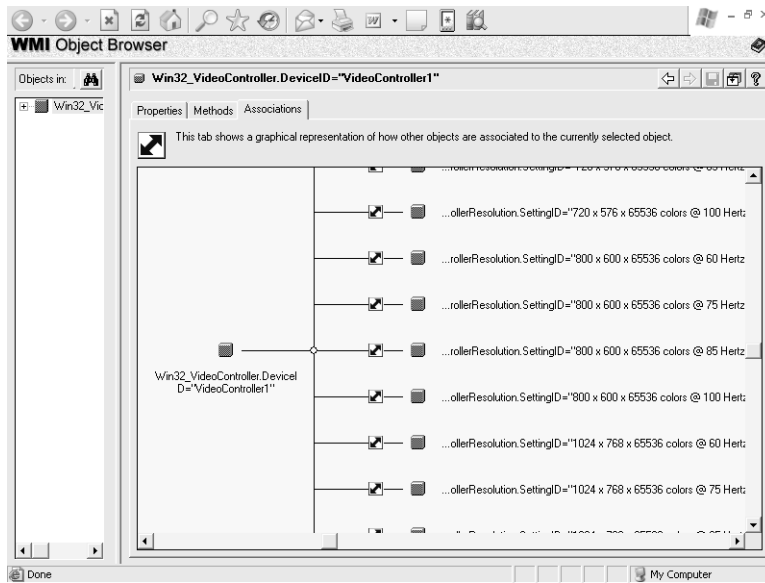 WMI Object Browser
Objects in:
Win32_Vic
Win32_VideoController.DeviceID="VideoController1"
Properties
Methods
Associations
This tab shows a graphical representation of how other objects are associated to the currently selected object.
...ollerResolution.SettingID="720 x 576 x 65536 colors @ 100 Hertz
...rollerResolution.SettingID="800 x 600 x 65536 colors @ 60 Hertz
...rollerResolution.SettingID="800 x 600 x 65536 colors @ 75 Hertz
...rollerResolution.SettingID="800 x 600 x 65536 colors @ 85 Hertz
Win32_VideoController.DeviceI
D="VideoController1"
...ollerResolution.SettingID="800 x 600 x 65536 colors @ 100 Hertz
...ollerResolution.SettingID="1024 x 768 x 65536 colors @ 60 Hertz
...ollerResolution.SettingID="1024 x 768 x 65536 colors @ 75 Hertz
Done
My Computer